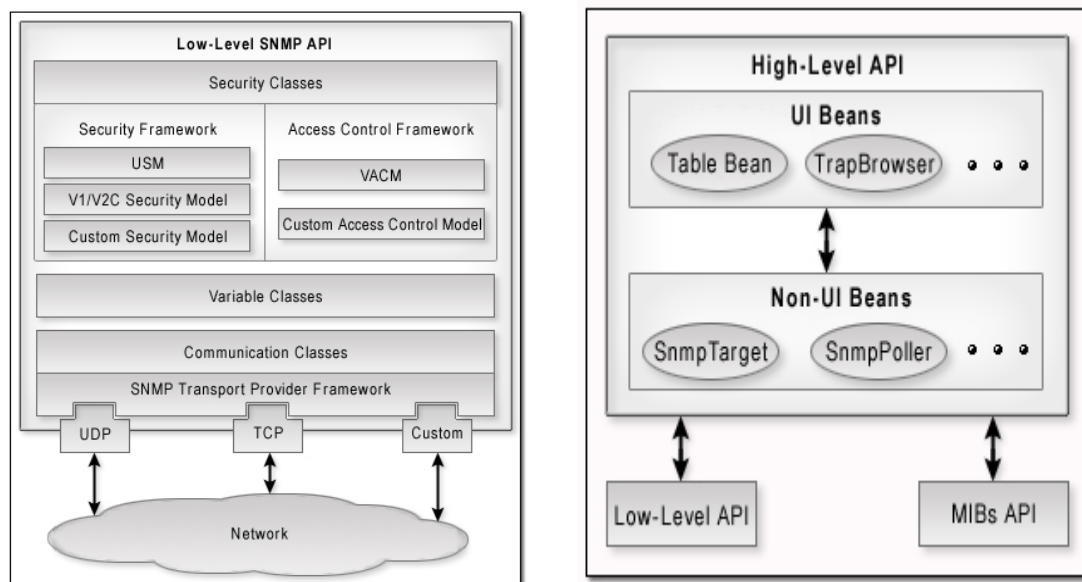 Low-Level SNMP API
Security Classes
Security Framework
USM
V1/V2C Security Model
Custom Security Model
Access Control Framework
VACM
Custom Access Control Model
Variable Classes
Communication Classes
SNMP Transport Provider Framework
UDP
TCP
Custom
Network
High-Level API
UI Beans
Table Bean
TrapBrowser
Non-UI Beans
SnmpTarget
SnmpPoller
Low-Level API
MIBs API